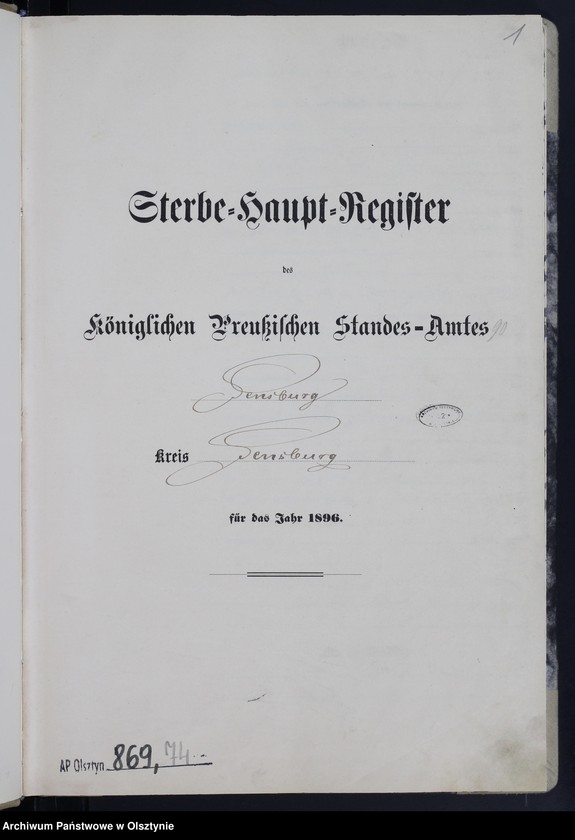 1
Sterbe-Haupt-Register
des
Königlichen Preußischen Standes-Amtes
Sensburg
Kreis Sensburg
für das Jahr 1896.
AP Olsztyn 869, 74
Archiwum Państwowe w Olsztynie